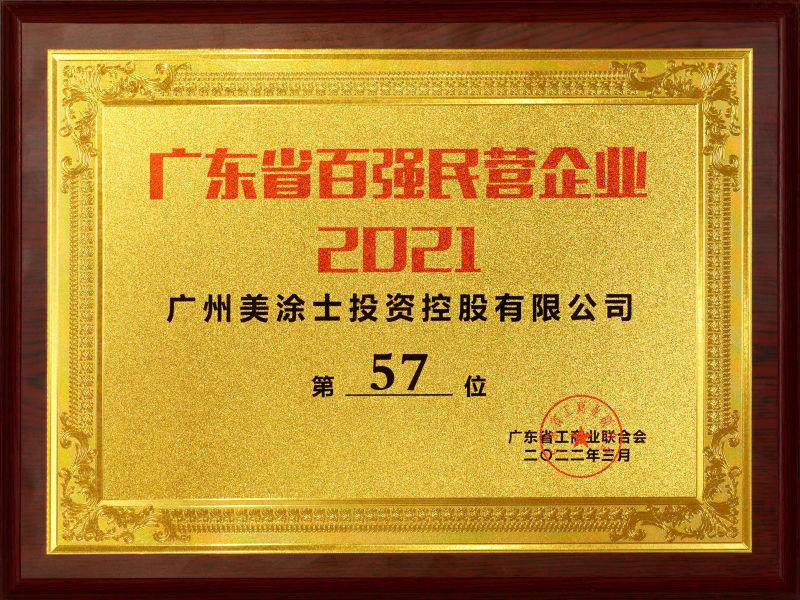 广东省百强民营企业
2021
广州美涂士投资控股有限公司
第 57 位
广东省工商业联合会
二〇二二年三月